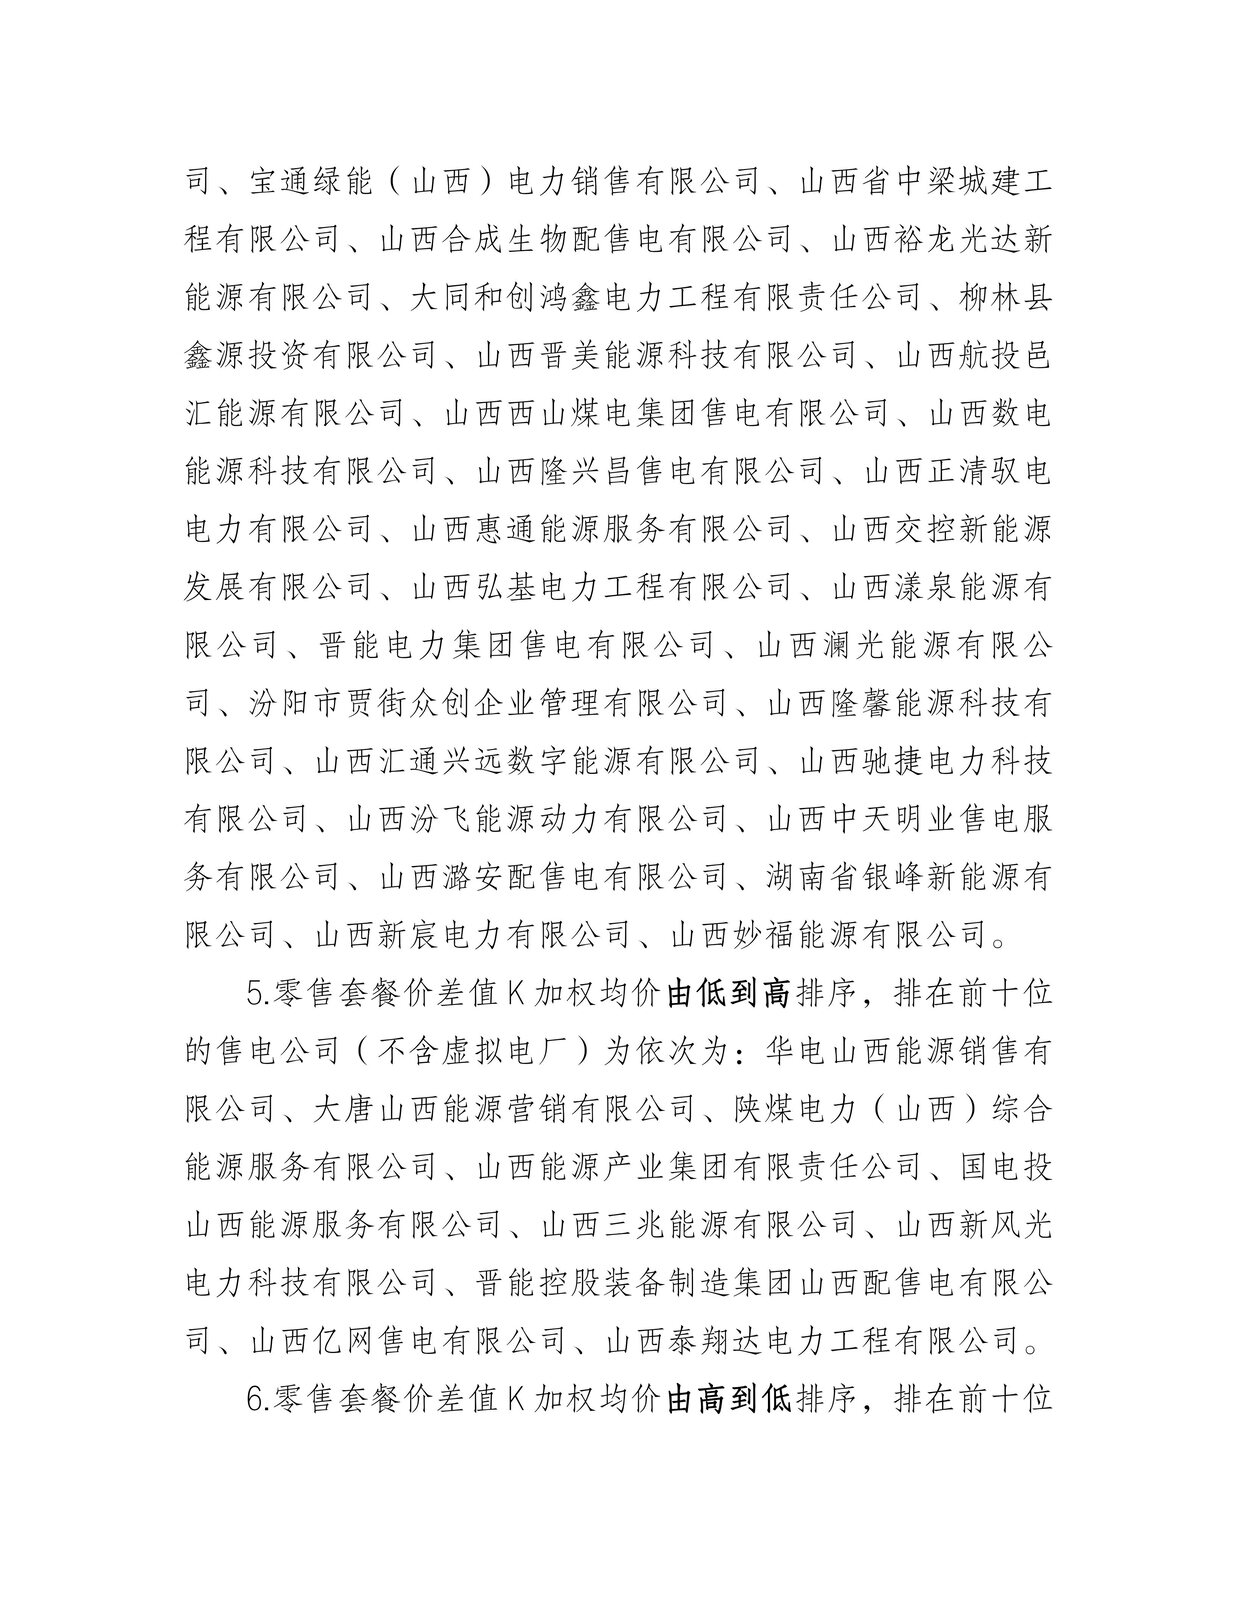 司、宝通绿能（山西）电力销售有限公司、山西省中梁城建工
程有限公司、山西合成生物配售电有限公司、山西裕龙光达新
能源有限公司、大同和创鸿鑫电力工程有限责任公司、柳林县
鑫源投资有限公司、山西晋美能源科技有限公司、山西航投邑
汇能源有限公司、山西西山煤电集团售电有限公司、山西数电
能源科技有限公司、山西隆兴昌售电有限公司、山西正清驭电
电力有限公司、山西惠通能源服务有限公司、山西交控新能源
发展有限公司、山西弘基电力工程有限公司、山西漾泉能源有
限公司、晋能电力集团售电有限公司、山西澜光能源有限公
司、汾阳市贾街众创企业管理有限公司、山西隆馨能源科技有
限公司、山西汇通兴远数字能源有限公司、山西驰捷电力科技
有限公司、山西汾飞能源动力有限公司、山西中天明业售电服
务有限公司、山西潞安配售电有限公司、湖南省银峰新能源有
限公司、山西新宸电力有限公司、山西妙福能源有限公司。
5.零售套餐价差值K加权均价由低到高排序，排在前十位
的售电公司（不含虚拟电厂）为依次为：华电山西能源销售有
限公司、大唐山西能源营销有限公司、陕煤电力（山西）综合
能源服务有限公司、山西能源产业集团有限责任公司、国电投
山西能源服务有限公司、山西三兆能源有限公司、山西新风光
电力科技有限公司、晋能控股装备制造集团山西配售电有限公
司、山西亿网售电有限公司、山西泰翔达电力工程有限公司。
6.零售套餐价差值K加权均价由高到低排序，排在前十位